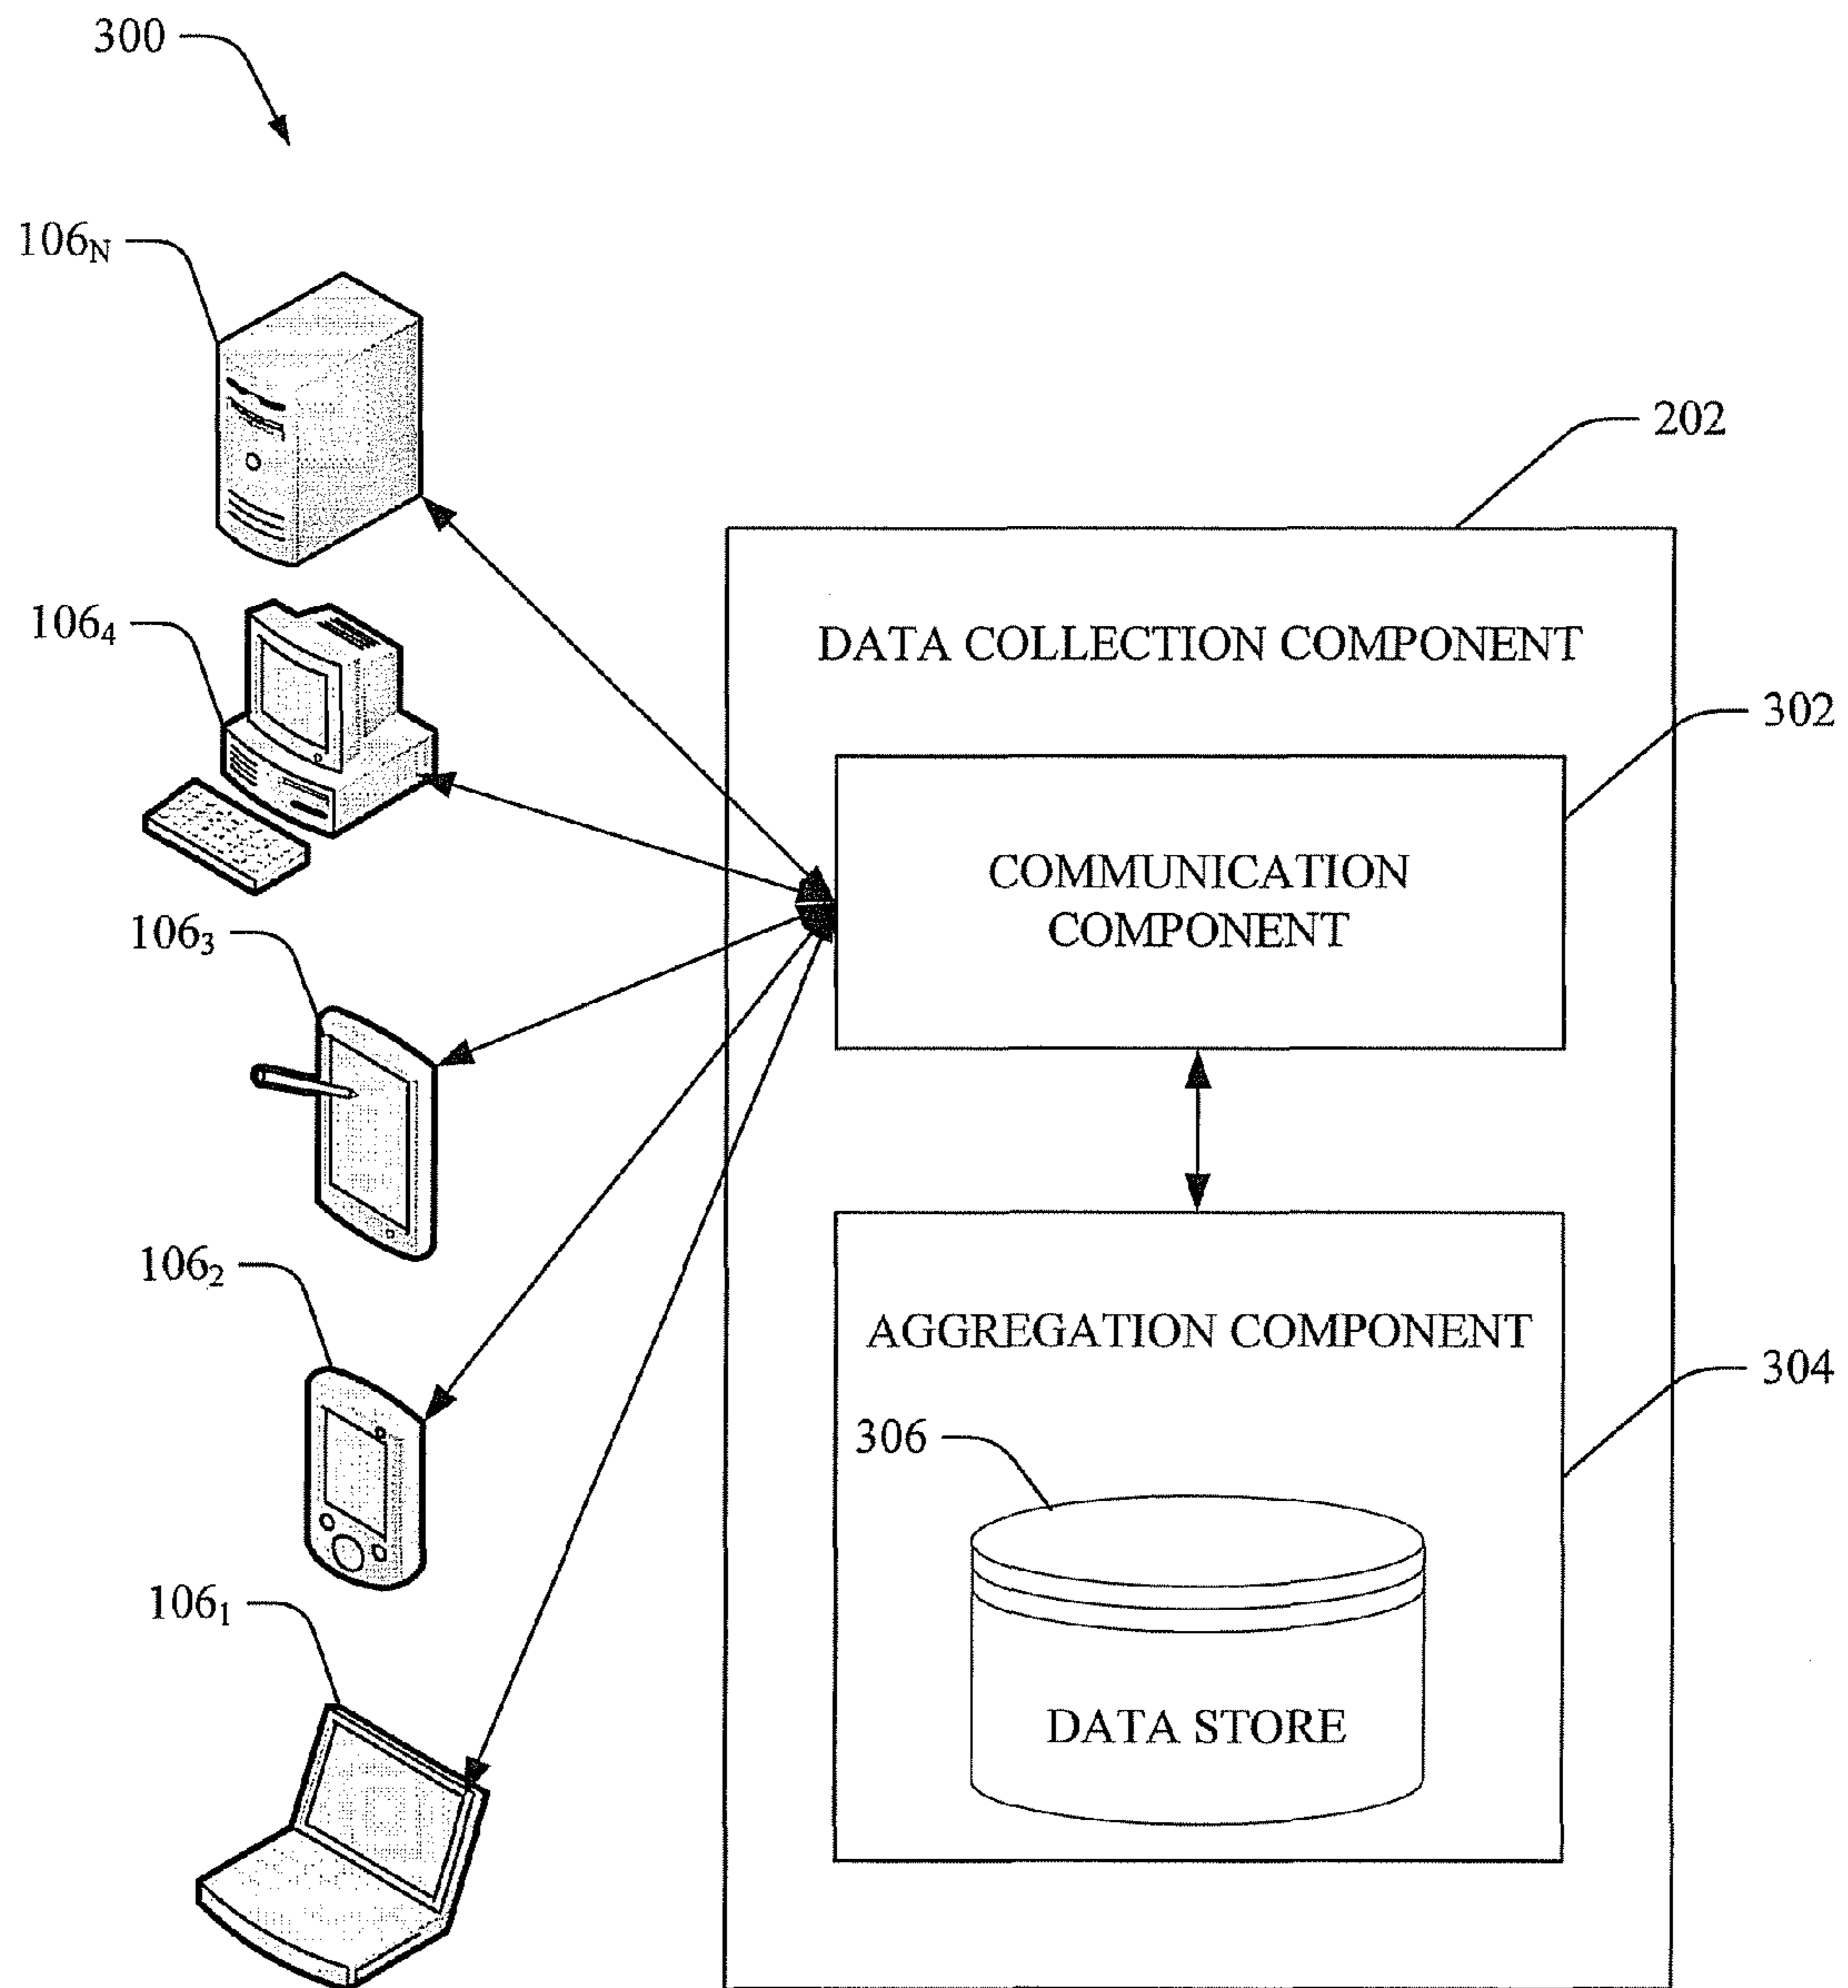 300
106N
202
1064
DATA COLLECTION COMPONENT
302
COMMUNICATION
COMPONENT
1063
1062
AGGREGATION COMPONENT
304
306
1061
DATA STORE